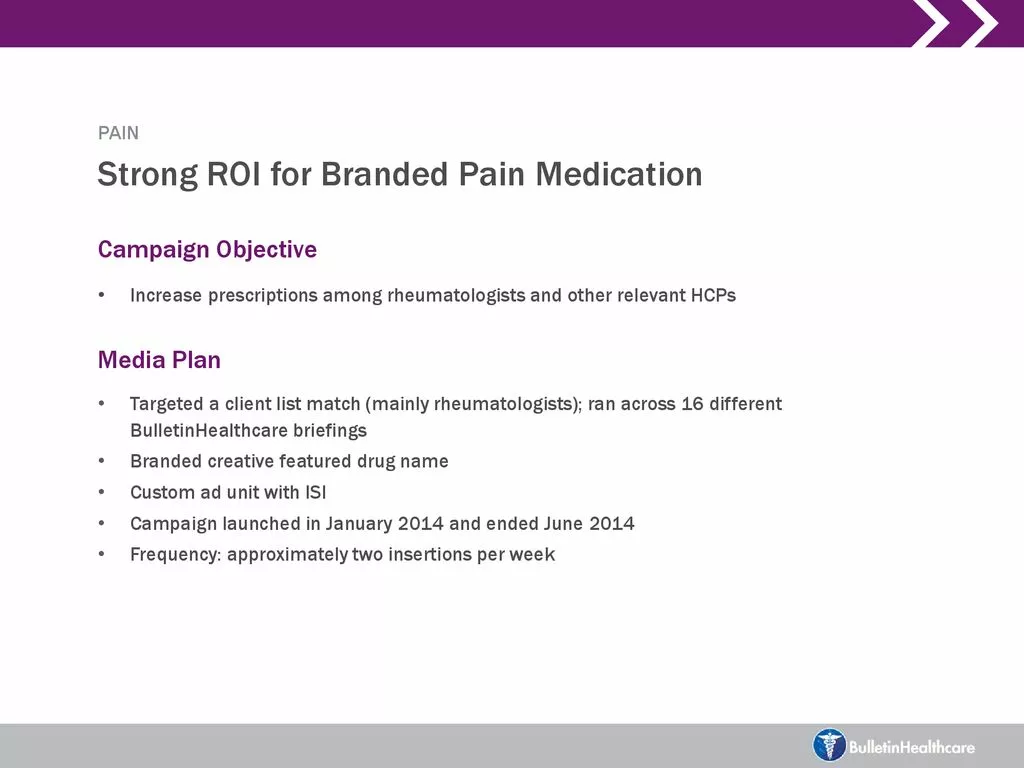 PAIN
Strong ROI for Branded Pain Medication
Campaign Objective
• Increase prescriptions among rheumatologists and other relevant HCPs
Media Plan
• Targeted a client list match (mainly rheumatologists); ran across 16 different
BulletinHealthcare briefings
• Branded creative featured drug name
• Custom ad unit with ISI
• Campaign launched in January 2014 and ended June 2014
• Frequency: approximately two insertions per week
BulletinHealthcare